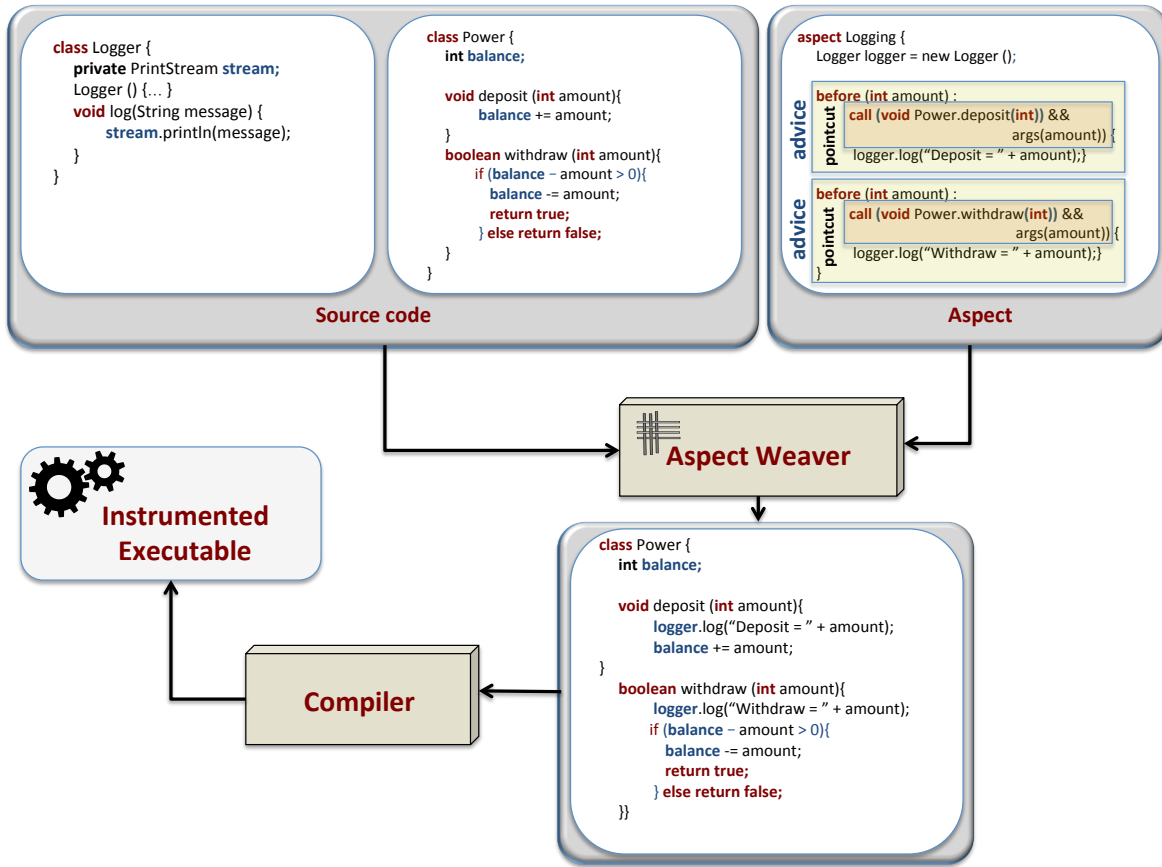 class Logger {
private PrintStream stream;
Logger () {... }
void log(String message) {
stream.println(message);
}
}
class Power {
int balance;
void deposit (int amount){
balance += amount;
}
boolean withdraw (int amount){
if (balance – amount > 0){
balance -= amount;
return true;
} else return false;
}
}
Source code
aspect Logging {
Logger logger = new Logger ();
advice
pointcut
before (int amount) :
call (void Power.deposit(int)) &&
args(amount)) {
logger.log(“Deposit = ” + amount);}
advice
pointcut
before (int amount) :
call (void Power.withdraw(int)) &&
args(amount)) {
logger.log(“Withdraw = ” + amount);}
}
Aspect
Aspect Weaver
Instrumented
Executable
Compiler
class Power {
int balance;
void deposit (int amount){
logger.log(“Deposit = ” + amount);
balance += amount;
}
boolean withdraw (int amount){
logger.log(“Withdraw = ” + amount);
if (balance – amount > 0){
balance -= amount;
return true;
} else return false;
}}